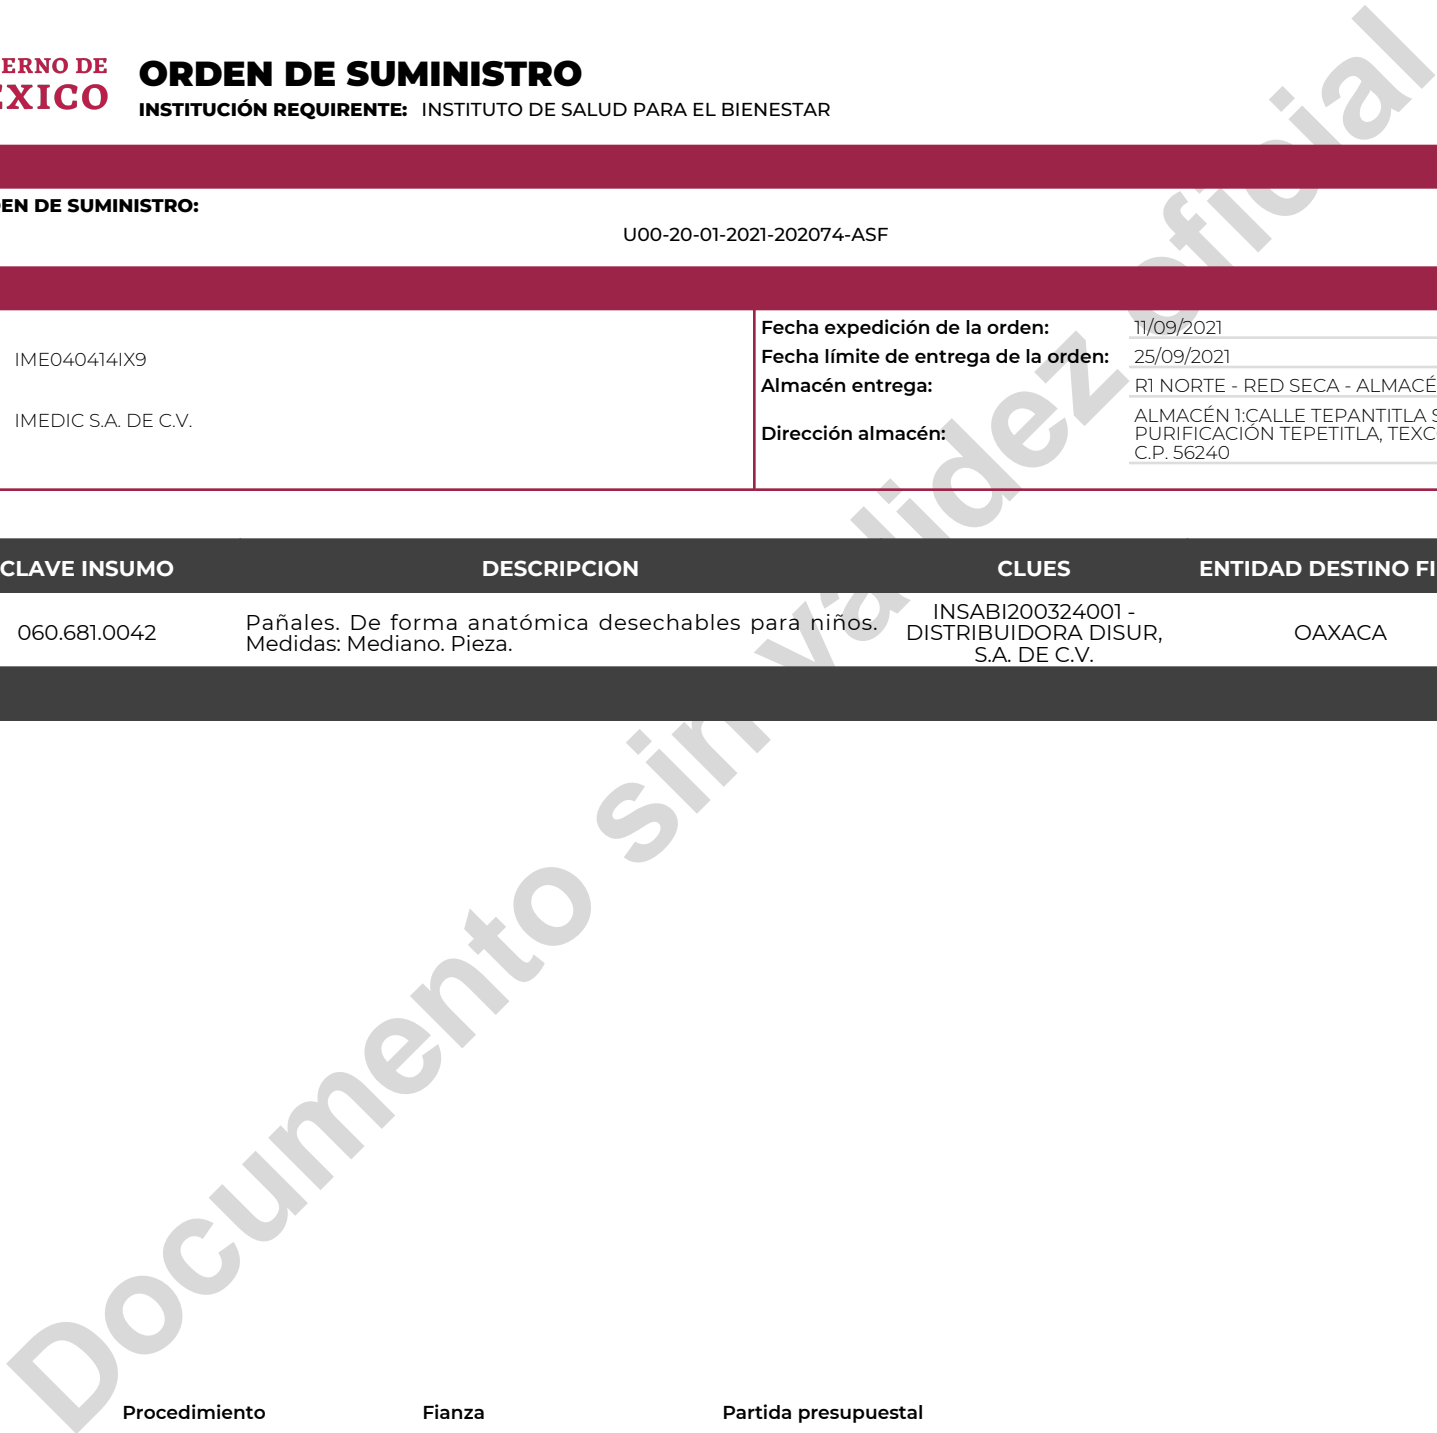 ERNO DE
EXICO
ORDEN DE SUMINISTRO
INSTITUCIÓN REQUIRENTE: INSTITUTO DE SALUD PARA EL BIENESTAR
EN DE SUMINISTRO:
U00-20-01-2021-202074-ASF
IME040414IX9
IMEDIC S.A. DE C.V.
Fecha expedición de la orden: 11/09/2021
Fecha límite de entrega de la orden: 25/09/2021
Almacén entrega: R1 NORTE - RED SECA - ALMACÉ
Dirección almacén:
ALMACÉN 1:CALLE TEPANTITLA S
PURIFICACIÓN TEPETITLA, TEXC
C.P. 56240
CLAVE INSUMO DESCRIPCION CLUES ENTIDAD DESTINO FI
060.681.0042
Pañales. De forma anatómica desechables para niños.
Medidas: Mediano. Pieza.
INSABI200324001 -
DISTRIBUIDORA DISUR,
S.A. DE C.V.
OAXACA
Documento sin validez oficial
Procedimiento Fianza Partida presupuestal